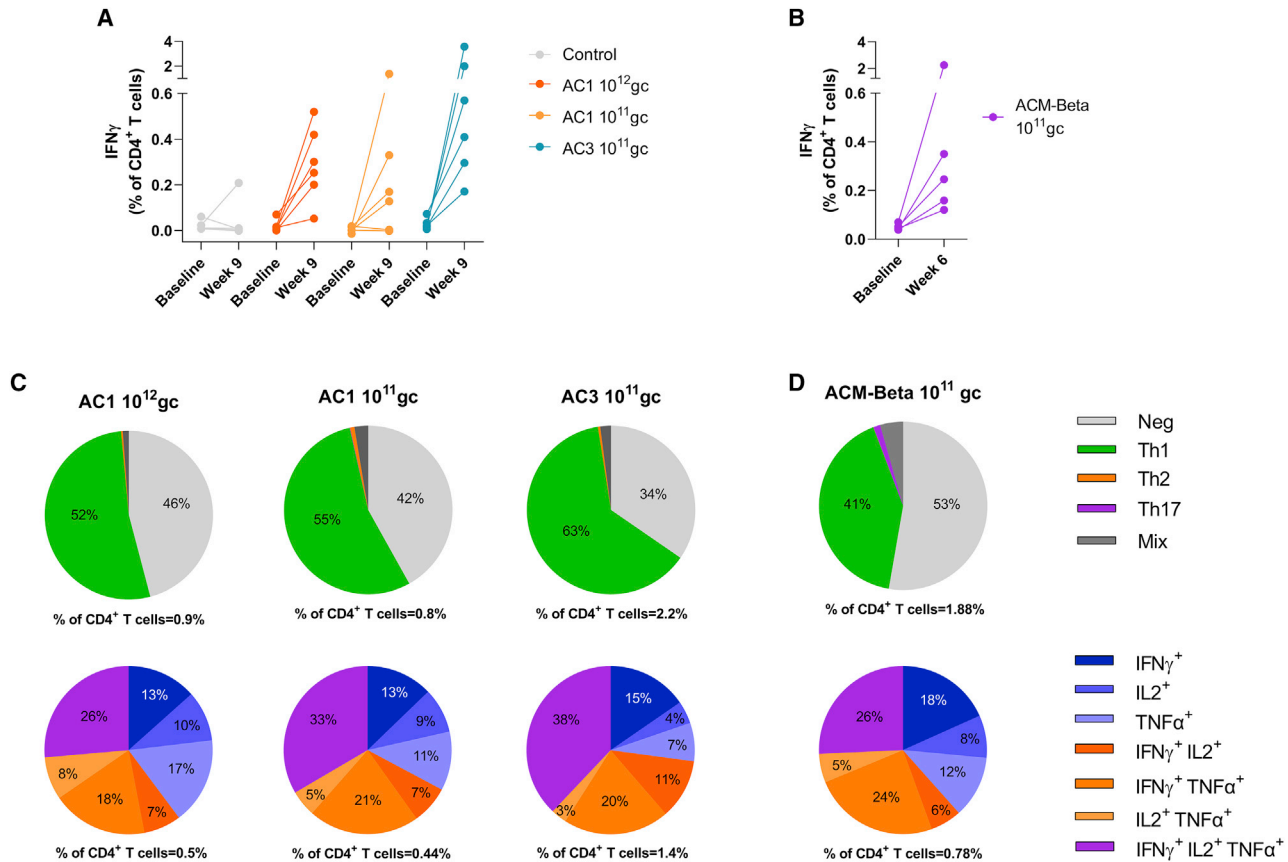 A
4
2
0.6
0.4
0.2
0.0
IFNγ
(% of CD4⁺ T cells)
Baseline
Week 9
Baseline
Week 9
Baseline
Week 9
Baseline
Week 9
Control
AC1 10¹²gc
AC1 10¹¹gc
AC3 10¹¹gc
B
4
2
0.6
0.4
0.2
0.0
IFNγ
(% of CD4⁺ T cells)
Baseline
Week 6
ACM-Beta
10¹¹gc
C
AC1 10¹²gc
52%
46%
% of CD4⁺ T cells=0.9%
AC1 10¹¹gc
55%
42%
% of CD4⁺ T cells=0.8%
AC3 10¹¹gc
63%
34%
% of CD4⁺ T cells=2.2%
D
ACM-Beta 10¹¹ gc
41%
53%
% of CD4⁺ T cells=1.88%
Neg
Th1
Th2
Th17
Mix
13%
10%
17%
7%
18%
8%
26%
% of CD4⁺ T cells=0.5%
13%
9%
11%
7%
21%
5%
33%
% of CD4⁺ T cells=0.44%
15%
4%
7%
11%
20%
3%
38%
% of CD4⁺ T cells=1.4%
18%
8%
12%
6%
24%
5%
26%
% of CD4⁺ T cells=0.78%
IFNγ⁺
IL2⁺
TNFα⁺
IFNγ⁺ IL2⁺
IFNγ⁺ TNFα⁺
IL2⁺ TNFα⁺
IFNγ⁺ IL2⁺ TNFα⁺